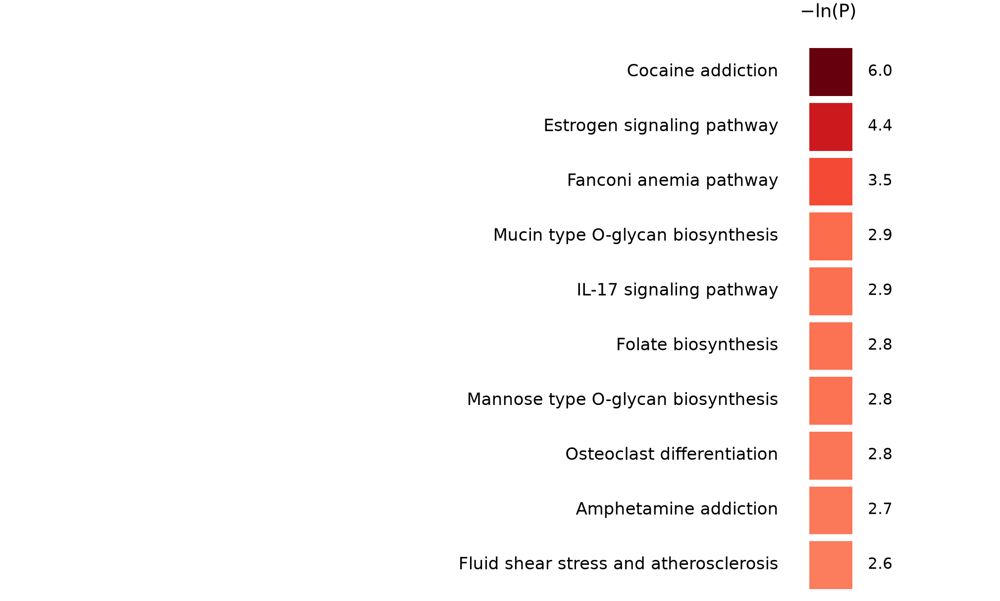 −ln(P)
Cocaine addiction 6.0
Estrogen signaling pathway 4.4
Fanconi anemia pathway 3.5
Mucin type O-glycan biosynthesis 2.9
IL-17 signaling pathway 2.9
Folate biosynthesis 2.8
Mannose type O-glycan biosynthesis 2.8
Osteoclast differentiation 2.8
Amphetamine addiction 2.7
Fluid shear stress and atherosclerosis 2.6